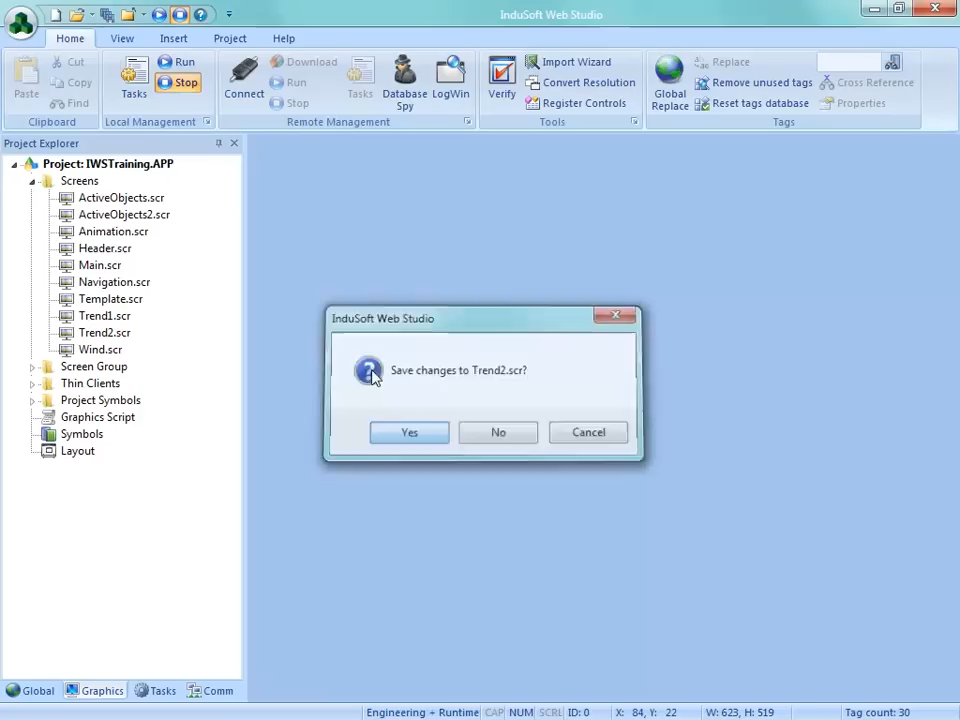 InduSoft Web Studio
Home View Insert Project Help
Paste Cut Copy Find Clipboard
Tasks Run Stop Local Management
Connect Download Run Stop Tasks Database Spy LogWin Remote Management
Verify Import Wizard Convert Resolution Register Controls Tools
Global Replace Replace Remove unused tags Reset tags database Cross Reference Properties Tags
Project Explorer
Project: IWSTraining.APP
Screens
ActiveObjects.scr
ActiveObjects2.scr
Animation.scr
Header.scr
Main.scr
Navigation.scr
Template.scr
Trend1.scr
Trend2.scr
Wind.scr
Screen Group
Thin Clients
Project Symbols
Graphics Script
Symbols
Layout
InduSoft Web Studio
Save changes to Trend2.scr?
Yes No Cancel
Global Graphics Tasks Comm
Engineering + Runtime CAP NUM SCRL ID: 0 X: 84, Y: 22 W: 623, H: 519 Tag count: 30